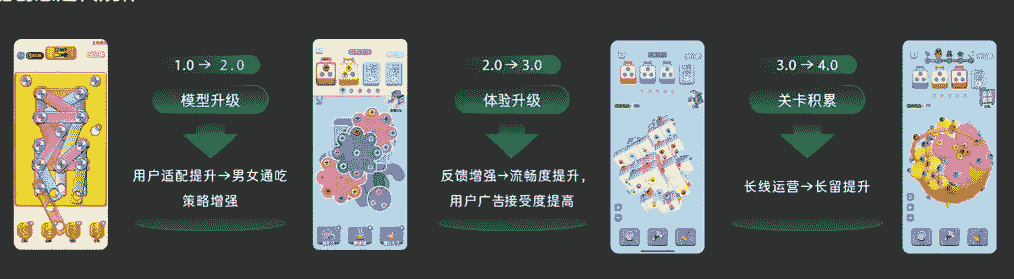 1.0→ 2.0
模型升级
用户适配提升→男女通吃
策略增强
2.0→3.0
体验升级
反馈增强→流畅度提升,
用户广告接受度提高
3.0→4.0
关卡积累
长线运营→长留提升